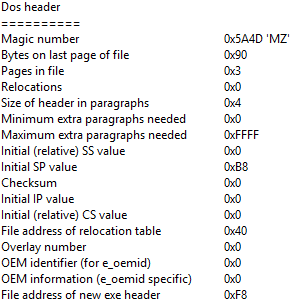 Dos header
==========
Magic number 0x5A4D 'MZ'
Bytes on last page of file 0x90
Pages in file 0x3
Relocations 0x0
Size of header in paragraphs 0x4
Minimum extra paragraphs needed 0x0
Maximum extra paragraphs needed 0xFFFF
Initial (relative) SS value 0x0
Initial SP value 0xB8
Checksum 0x0
Initial IP value 0x0
Initial (relative) CS value 0x0
File address of relocation table 0x40
Overlay number 0x0
OEM identifier (for e_oemid) 0x0
OEM information (e_oemid specific) 0x0
File address of new exe header 0xF8